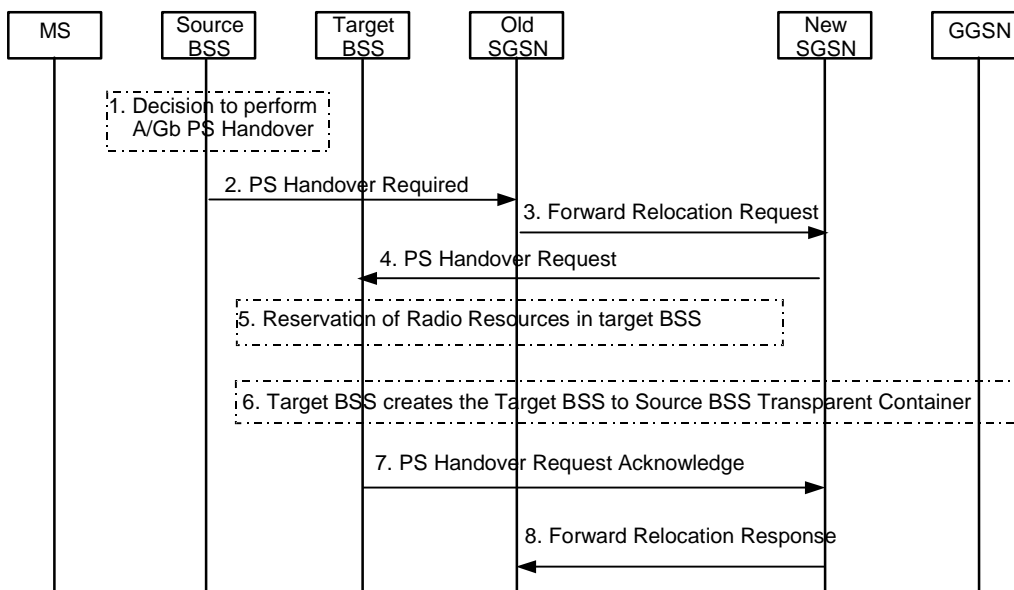 MS
Source
BSS
Target
BSS
Old
SGSN
New
SGSN
GGSN
1. Decision to perform
A/Gb PS Handover
2. PS Handover Required
3. Forward Relocation Request
4. PS Handover Request
5. Reservation of Radio Resources in target BSS
6. Target BSS creates the Target BSS to Source BSS Transparent Container
7. PS Handover Request Acknowledge
8. Forward Relocation Response